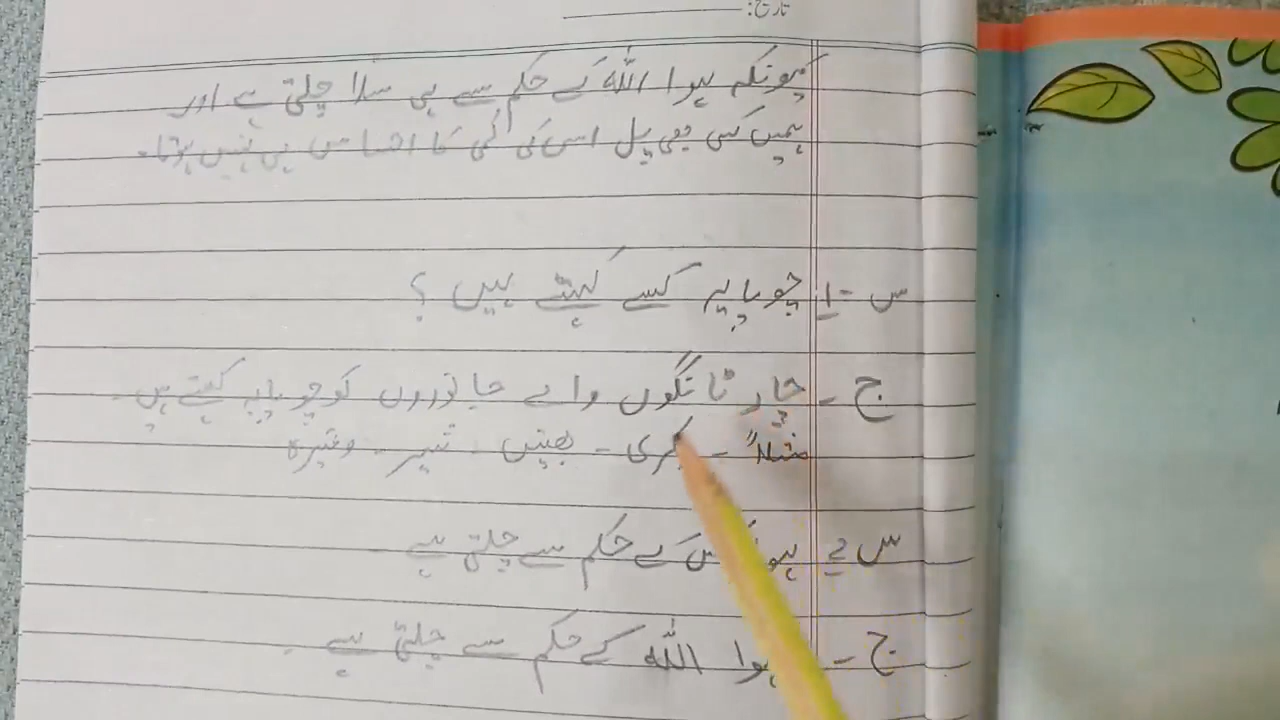 تاریخ:
کیونکہ ہوا اللہ کے حکم سے ہی سدا چلتی ہے اور
ہمیں کسی بھی پل اس کی کمی کا احساس ہی نہیں ہوتا۔
س ۱۔ چوپایہ کسے کہتے ہیں ؟
ج ۔ چار ٹانگوں والے جانوروں کو چوپایہ کہتے ہیں۔
مثلاً ۔ بکری ۔ بھینس ۔ شیر ۔ وغیرہ
س ۲ ہوا کس کے حکم سے چلتی ہے
ج ۔ ہوا اللہ کے حکم سے چلتی ہے ۔